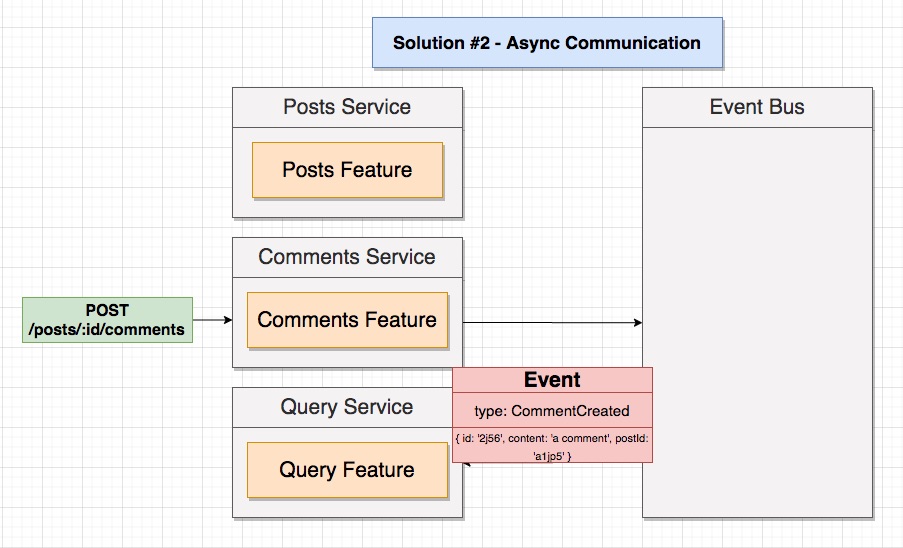 Solution #2 - Async Communication
Posts Service
Event Bus
Posts Feature
Comments Service
POST
/posts/:id/comments
Comments Feature
Event
type: CommentCreated
{ id: '2j56', content: 'a comment', postId:
'a1jp5' }
Query Service
Query Feature